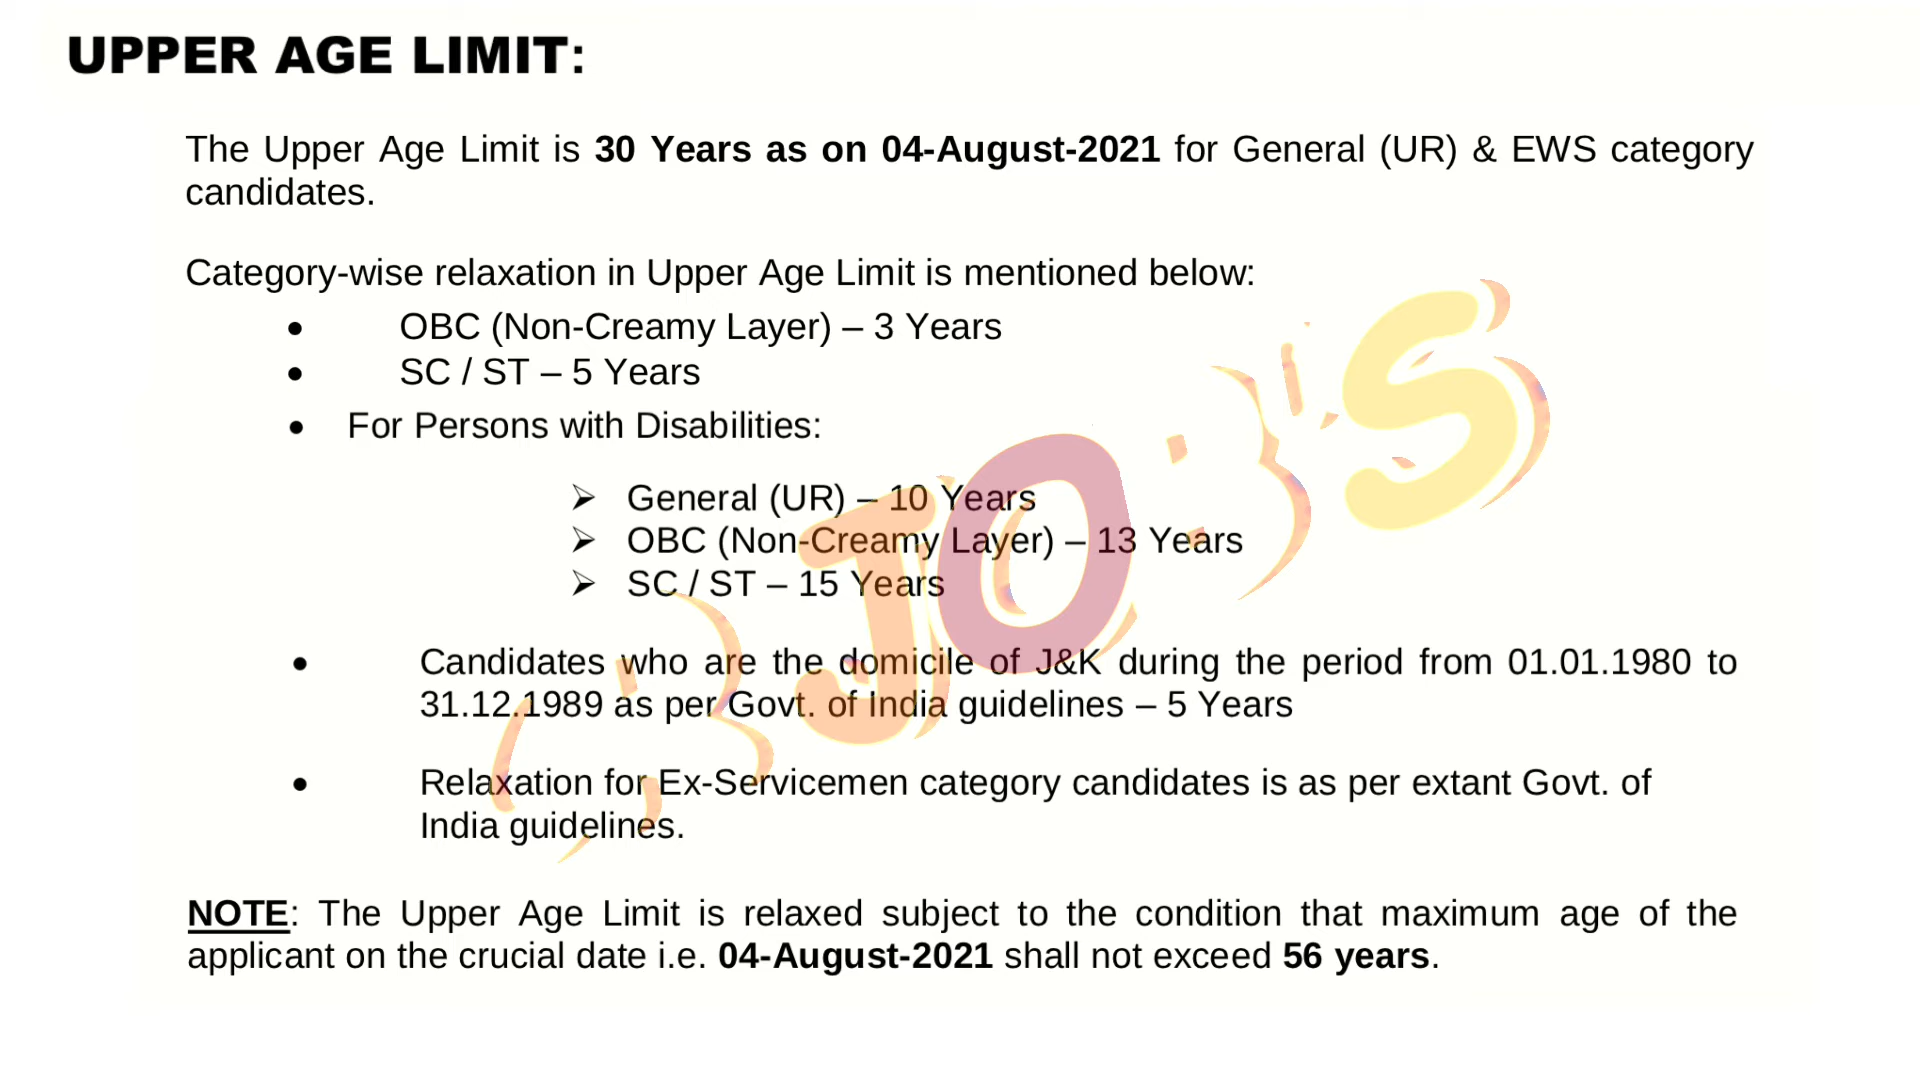 UPPER AGE LIMIT:
The Upper Age Limit is 30 Years as on 04-August-2021 for General (UR) & EWS category
candidates.
Category-wise relaxation in Upper Age Limit is mentioned below:
• OBC (Non-Creamy Layer) – 3 Years
• SC / ST – 5 Years
• For Persons with Disabilities:
➢ General (UR) – 10 Years
➢ OBC (Non-Creamy Layer) – 13 Years
➢ SC / ST – 15 Years
• Candidates who are the domicile of J&K during the period from 01.01.1980 to
31.12.1989 as per Govt. of India guidelines – 5 Years
• Relaxation for Ex-Servicemen category candidates is as per extant Govt. of
India guidelines.
NOTE: The Upper Age Limit is relaxed subject to the condition that maximum age of the
applicant on the crucial date i.e. 04-August-2021 shall not exceed 56 years.